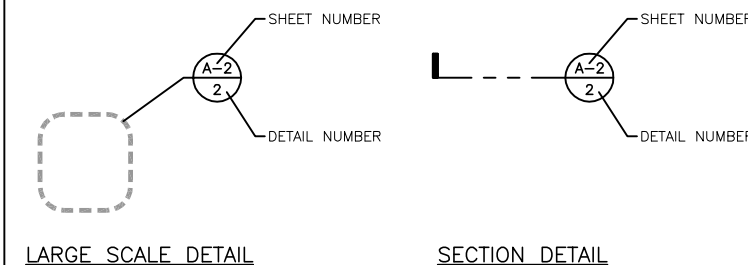 SHEET NUMBER
A-2
2
DETAIL NUMBER
LARGE SCALE DETAIL
SHEET NUMBER
A-2
2
DETAIL NUMBER
SECTION DETAIL